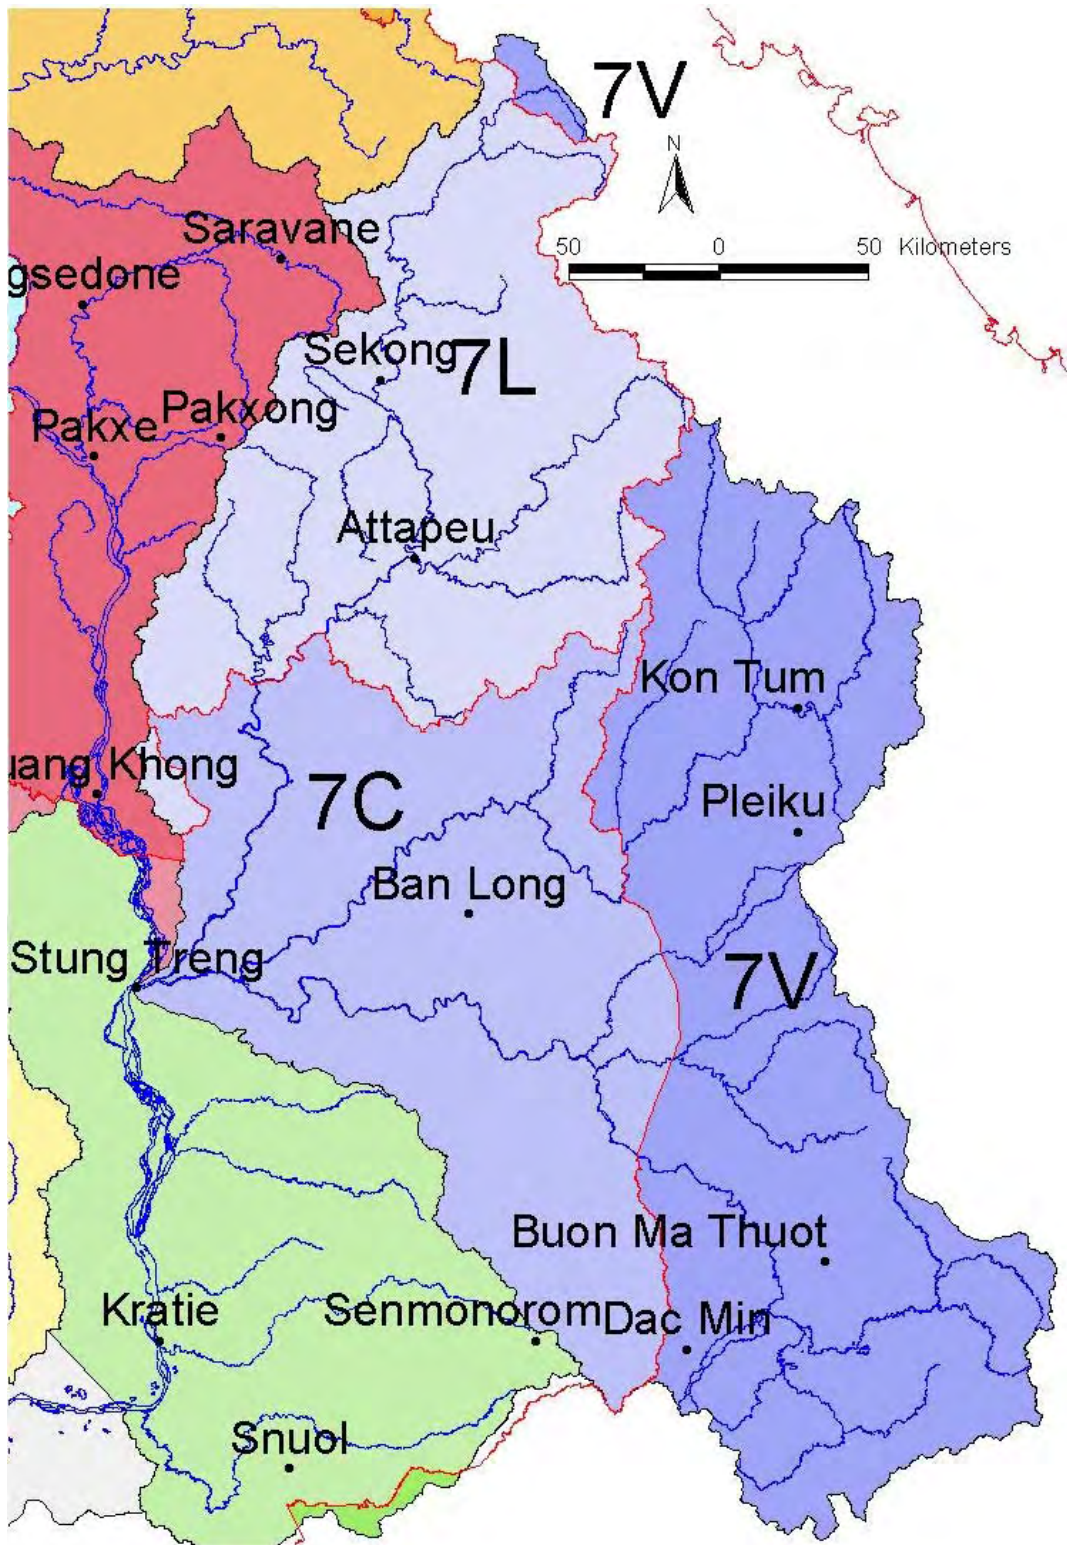 7V
N
Saravane
50 0 50 Kilometers
gsedone
Sekong
7L
Pakxong
Pakxe
Attapeu
Kon Tum
uang Khong
7C
Pleiku
Ban Long
Stung Treng
7V
Buon Ma Thuot
Kratie
Senmonorom
Dac Min
Snuol